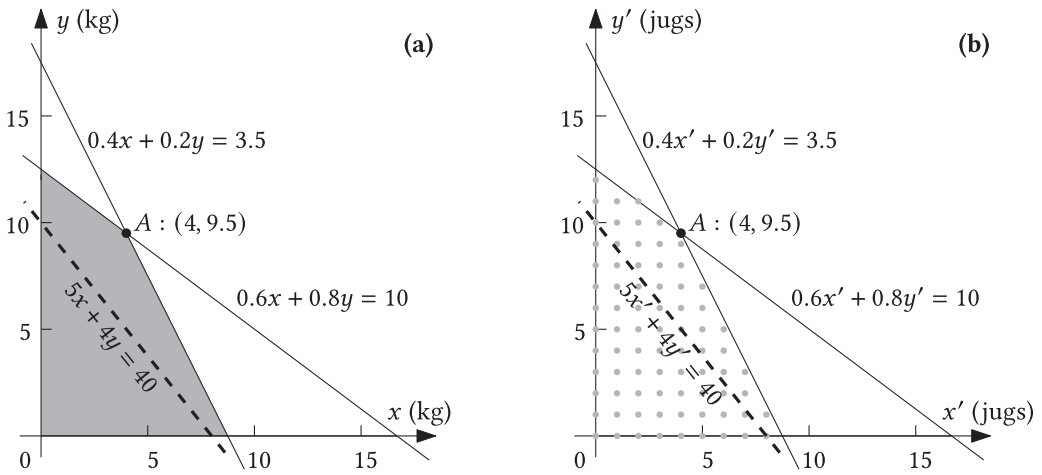 y (kg)
(a)
15
0.4x + 0.2y = 3.5
10
A : (4, 9.5)
5x + 4y = 40
0.6x + 0.8y = 10
5
x (kg)
0
5
10
15
y′ (jugs)
(b)
15
0.4x′ + 0.2y′ = 3.5
10
A : (4, 9.5)
5x′ + 4y′ = 40
0.6x′ + 0.8y′ = 10
5
x′ (jugs)
0
5
10
15